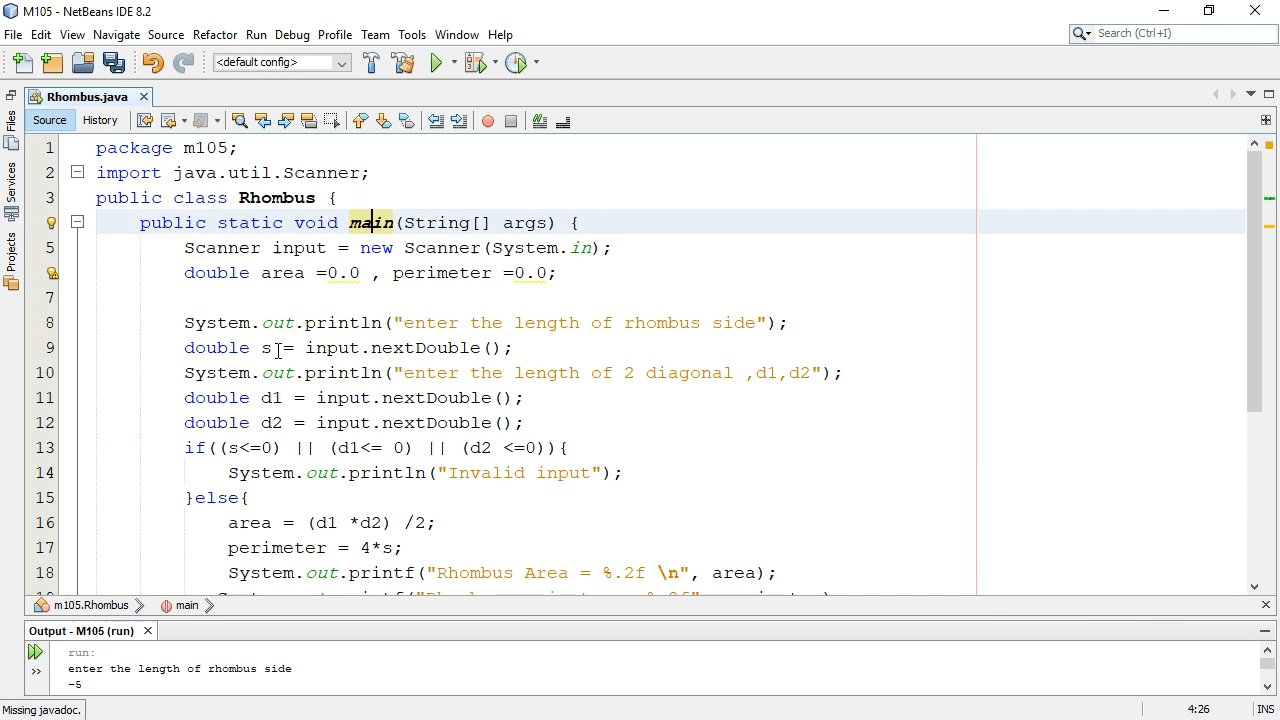 M105 - NetBeans IDE 8.2
File Edit View Navigate Source Refactor Run Debug Profile Team Tools Window Help
Search (Ctrl+I)
<default config>
Rhombus.java
Source History
Files
Services
Projects
1 package m105;
2 import java.util.Scanner;
3 public class Rhombus {
public static void main(String[] args) {
5 Scanner input = new Scanner(System.in);
double area =0.0 , perimeter =0.0;
7
8 System.out.println("enter the length of rhombus side");
9 double s = input.nextDouble();
10 System.out.println("enter the length of 2 diagonal ,d1,d2");
11 double d1 = input.nextDouble();
12 double d2 = input.nextDouble();
13 if((s<=0) || (d1<= 0) || (d2 <=0)){
14 System.out.println("Invalid input");
15 }else{
16 area = (d1 *d2) /2;
17 perimeter = 4*s;
18 System.out.printf("Rhombus Area = %.2f \n", area);
m105.Rhombus main
Output - M105 (run)
run:
enter the length of rhombus side
-5
Missing javadoc. 4:26 INS